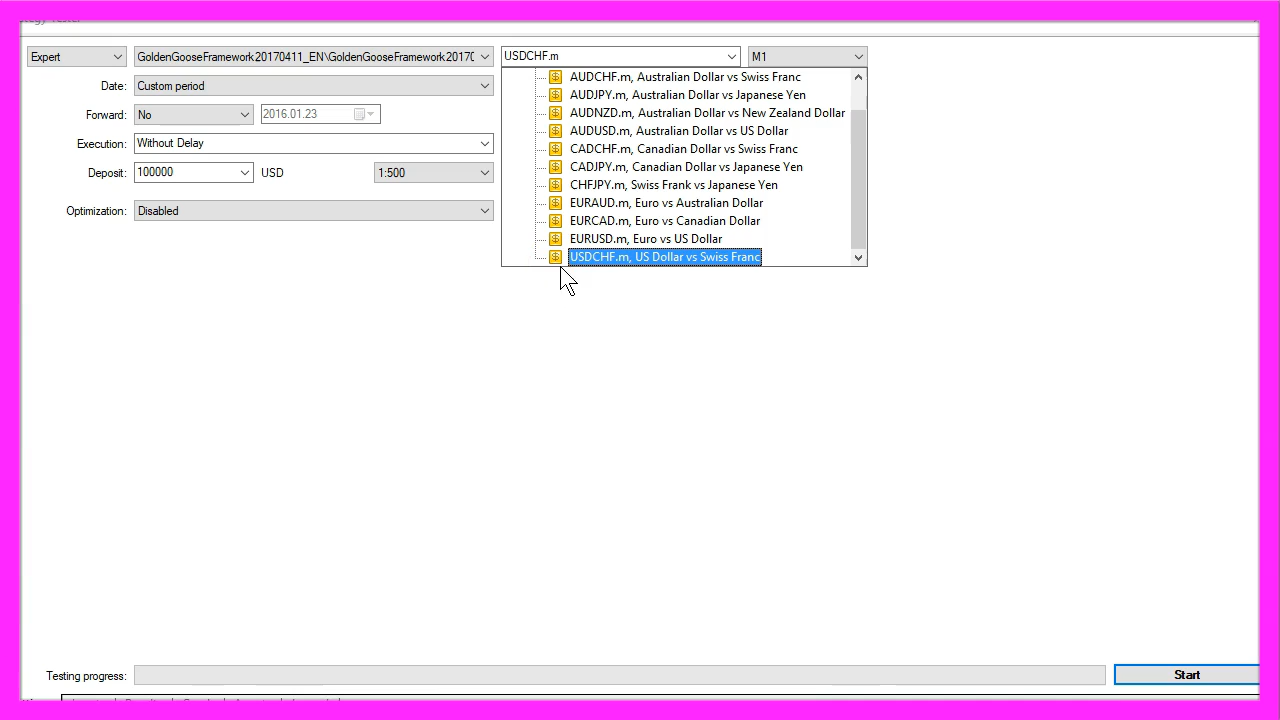 Expert
GoldenGooseFramework20170411_EN\GoldenGooseFramework2017(
USDCHF.m
M1
Date:
Custom period
Forward:
No
2016.01.23
Execution:
Without Delay
Deposit:
100000
USD
1:500
Optimization:
Disabled
AUDCHF.m, Australian Dollar vs Swiss Franc
AUDJPY.m, Australian Dollar vs Japanese Yen
AUDNZD.m, Australian Dollar vs New Zealand Dollar
AUDUSD.m, Australian Dollar vs US Dollar
CADCHF.m, Canadian Dollar vs Swiss Franc
CADJPY.m, Canadian Dollar vs Japanese Yen
CHFJPY.m, Swiss Frank vs Japanese Yen
EURAUD.m, Euro vs Australian Dollar
EURCAD.m, Euro vs Canadian Dollar
EURUSD.m, Euro vs US Dollar
USDCHF.m, US Dollar vs Swiss Franc
Testing progress:
Start